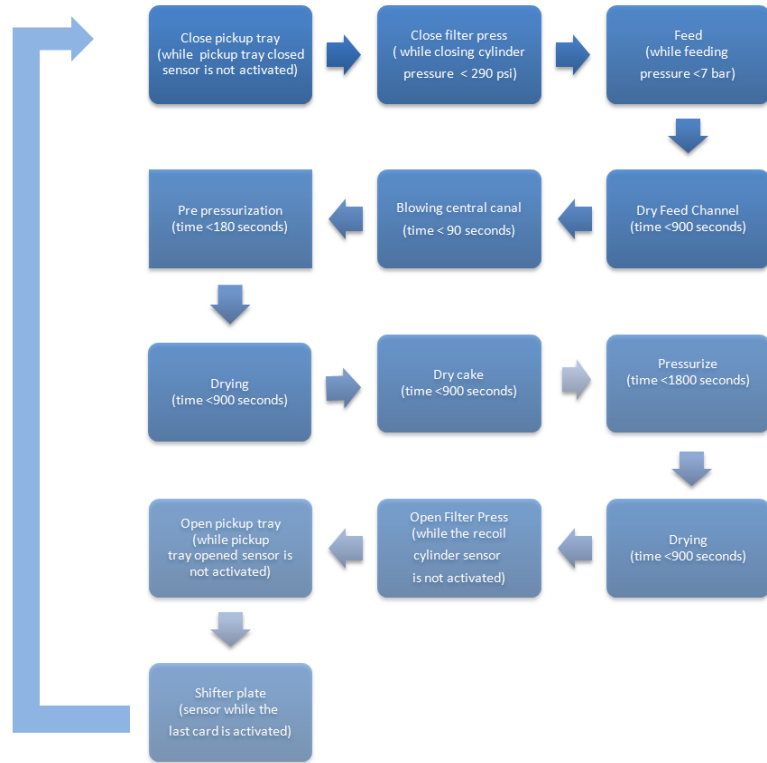 Close pickup tray
(while pickup tray closed
sensor is not activated)
Close filter press
( while closing cylinder
pressure < 290 psi)
Feed
(while feeding
pressure <7 bar)
Pre pressurization
(time <180 seconds)
Blowing central canal
(time < 90 seconds)
Dry Feed Channel
(time <900 seconds)
Drying
(time <900 seconds)
Dry cake
(time <900 seconds)
Pressurize
(time <1800 seconds)
Open pickup tray
(while pickup
tray opened sensor is
not activated)
Open Filter Press
(while the recoil
cylinder sensor
is not activated)
Drying
(time <900 seconds)
Shifter plate
(sensor while the
last card is activated)